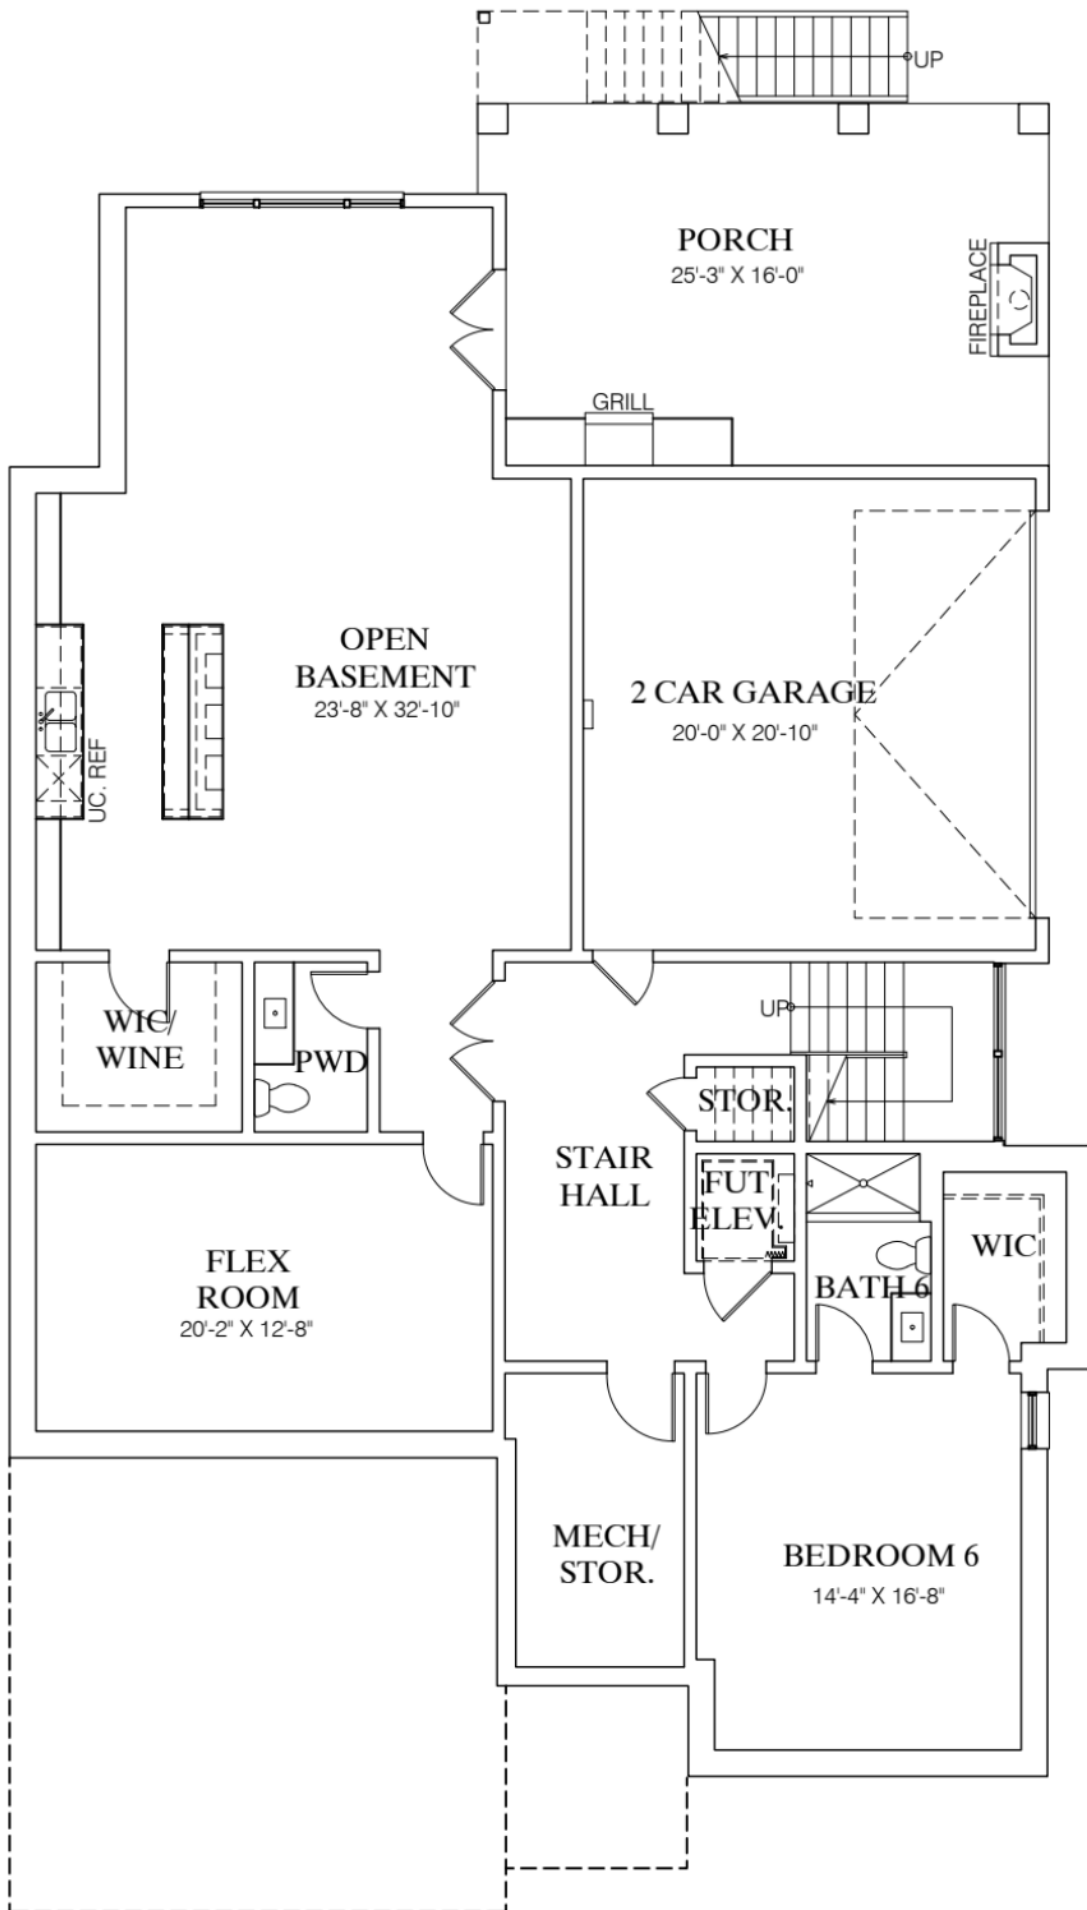 UP
PORCH
25'-3" X 16'-0"
FIREPLACE
GRILL
OPEN
BASEMENT
23'-8" X 32'-10"
2 CAR GARAGE
20'-0" X 20'-10"
UC. REF
WIC/
WINE
PWD
UP
STOR.
STAIR
HALL
FUT
ELEV.
WIC
BATH 6
FLEX
ROOM
20'-2" X 12'-8"
MECH/
STOR.
BEDROOM 6
14'-4" X 16'-8"